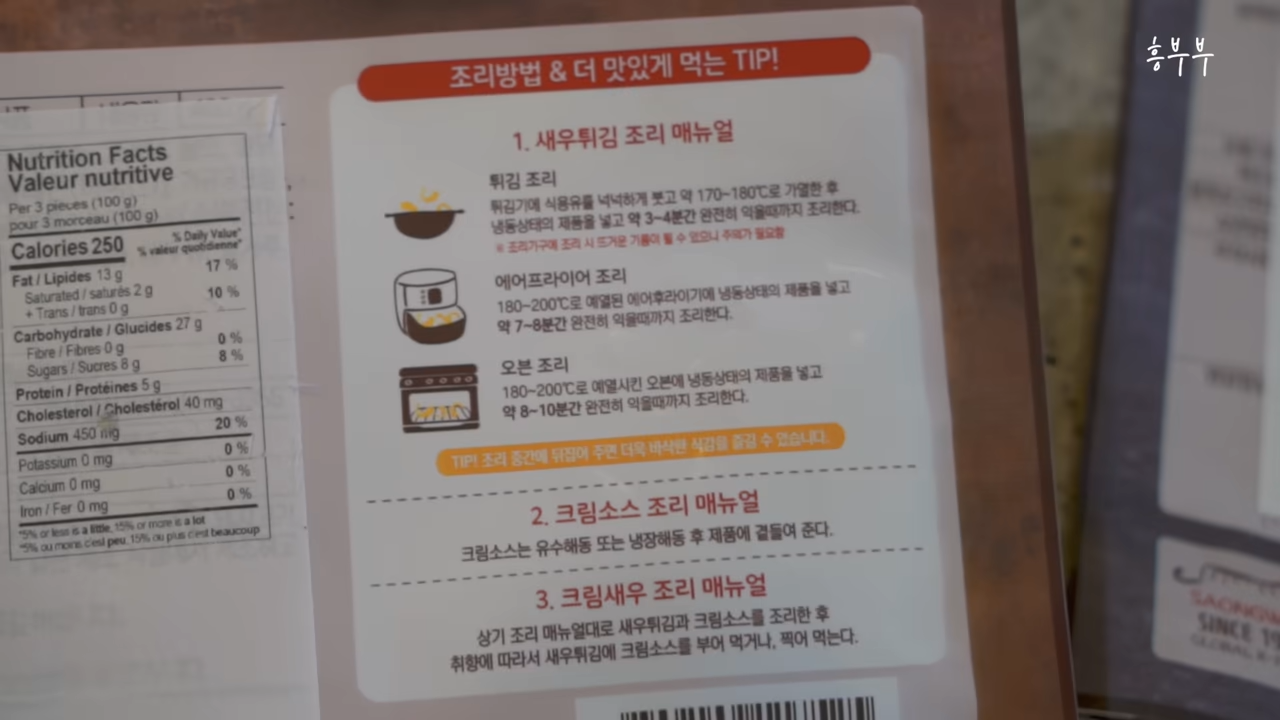 흥부부
조리방법 & 더 맛있게 먹는 TIP!
1. 새우튀김 조리 매뉴얼
튀김 조리
튀김기에 식용유를 넉넉하게 붓고 약 170~180℃로 가열한 후
냉동상태의 제품을 넣고 약 3~4분간 완전히 익을때까지 조리한다.
※ 조리가구에 조리 시 뜨거운 기름이 튈 수 있으니 주의가 필요함
에어프라이어 조리
180~200℃로 예열된 에어후라이기에 냉동상태의 제품을 넣고
약 7~8분간 완전히 익을때까지 조리한다.
오븐 조리
180~200℃로 예열시킨 오븐에 냉동상태의 제품을 넣고
약 8~10분간 완전히 익을때까지 조리한다.
TIP! 조리 중간에 뒤집어 주면 더욱 바삭한 식감을 즐길 수 있습니다.
2. 크림소스 조리 매뉴얼
크림소스는 유수해동 또는 냉장해동 후 제품에 곁들여 준다.
3. 크림새우 조리 매뉴얼
상기 조리 매뉴얼대로 새우튀김과 크림소스를 조리한 후
취향에 따라서 새우튀김에 크림소스를 부어 먹거나, 찍어 먹는다.
Nutrition Facts
Valeur nutritive
Per 3 pieces (100 g)
pour 3 morceau (100 g)
Calories 250
% Daily Value*
% valeur quotidienne*
Fat / Lipides 13 g 17 %
Saturated / saturés 2 g 10 %
+ Trans / trans 0 g
Carbohydrate / Glucides 27 g
Fibre / Fibres 0 g 0 %
Sugars / Sucres 8 g 8 %
Protein / Protéines 5 g
Cholesterol / Cholestérol 40 mg
Sodium 450 mg 20 %
Potassium 0 mg 0 %
Calcium 0 mg 0 %
Iron / Fer 0 mg 0 %
*5% or less is a little, 15% or more is a lot
*5% ou moins c'est peu, 15% ou plus c'est beaucoup
SINCE 19
GLOBAL